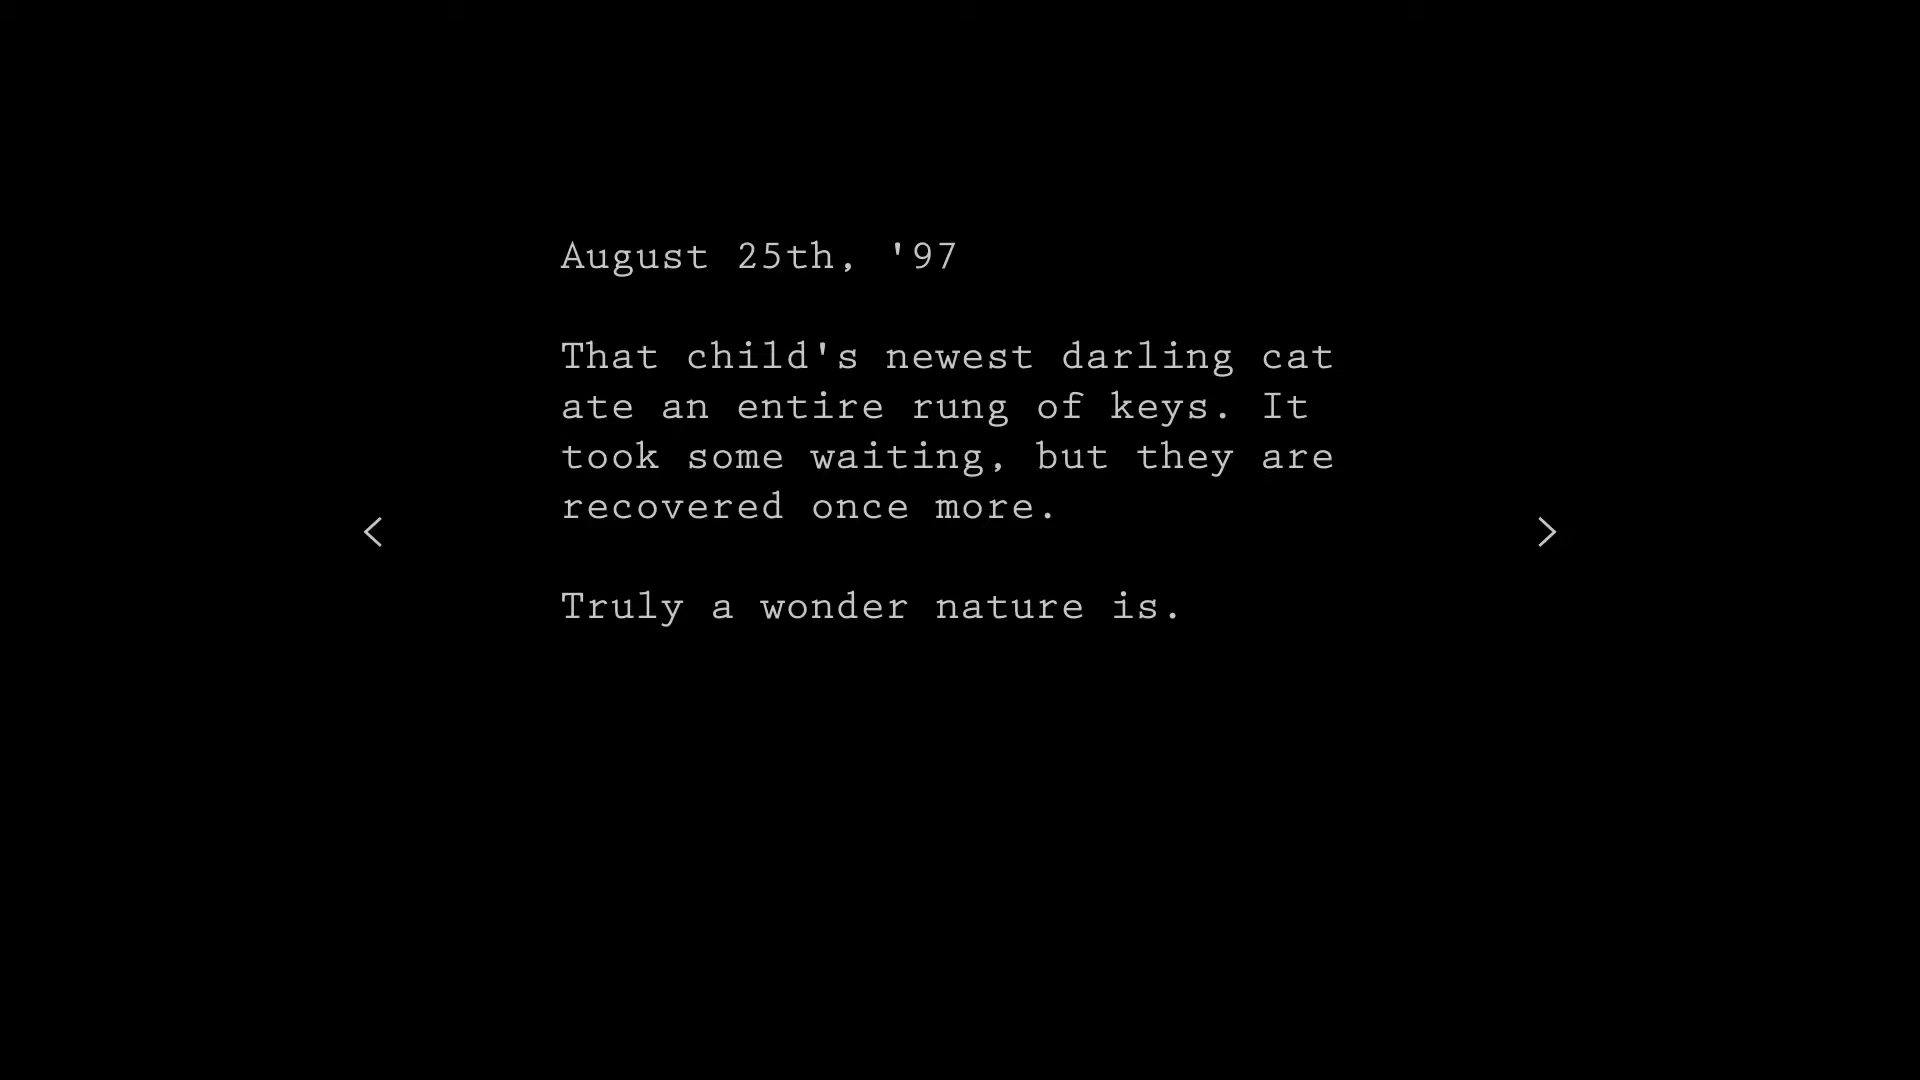 August 25th, '97
That child's newest darling cat
ate an entire rung of keys. It
took some waiting, but they are
recovered once more.
< >
Truly a wonder nature is.